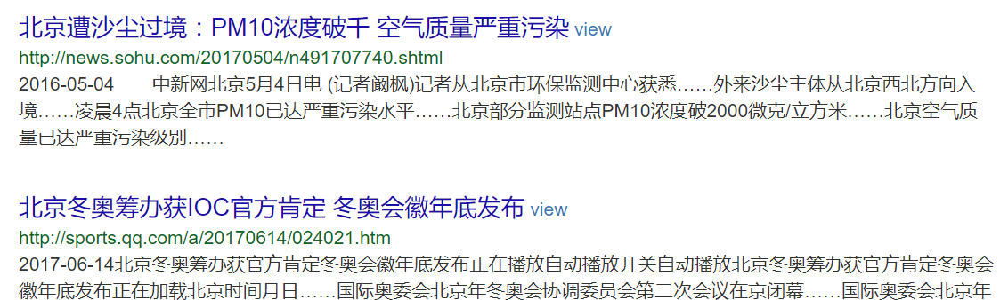 北京遭沙尘过境：PM10浓度破千 空气质量严重污染 view
http://news.sohu.com/20170504/n491707740.shtml
2016-05-04 中新网北京5月4日电 (记者阚枫)记者从北京市环保监测中心获悉……外来沙尘主体从北京西北方向入
境……凌晨4点北京全市PM10已达严重污染水平……北京部分监测站点PM10浓度破2000微克/立方米……北京空气质
量已达严重污染级别……
北京冬奥筹办获IOC官方肯定 冬奥会徽年底发布 view
http://sports.qq.com/a/20170614/024021.htm
2017-06-14北京冬奥筹办获官方肯定冬奥会徽年底发布正在播放自动播放开关自动播放北京冬奥筹办获官方肯定冬奥会
徽年底发布正在加载北京时间月日……国际奥委会北京年冬奥会协调委员会第二次会议在京闭幕……国际奥委会北京年